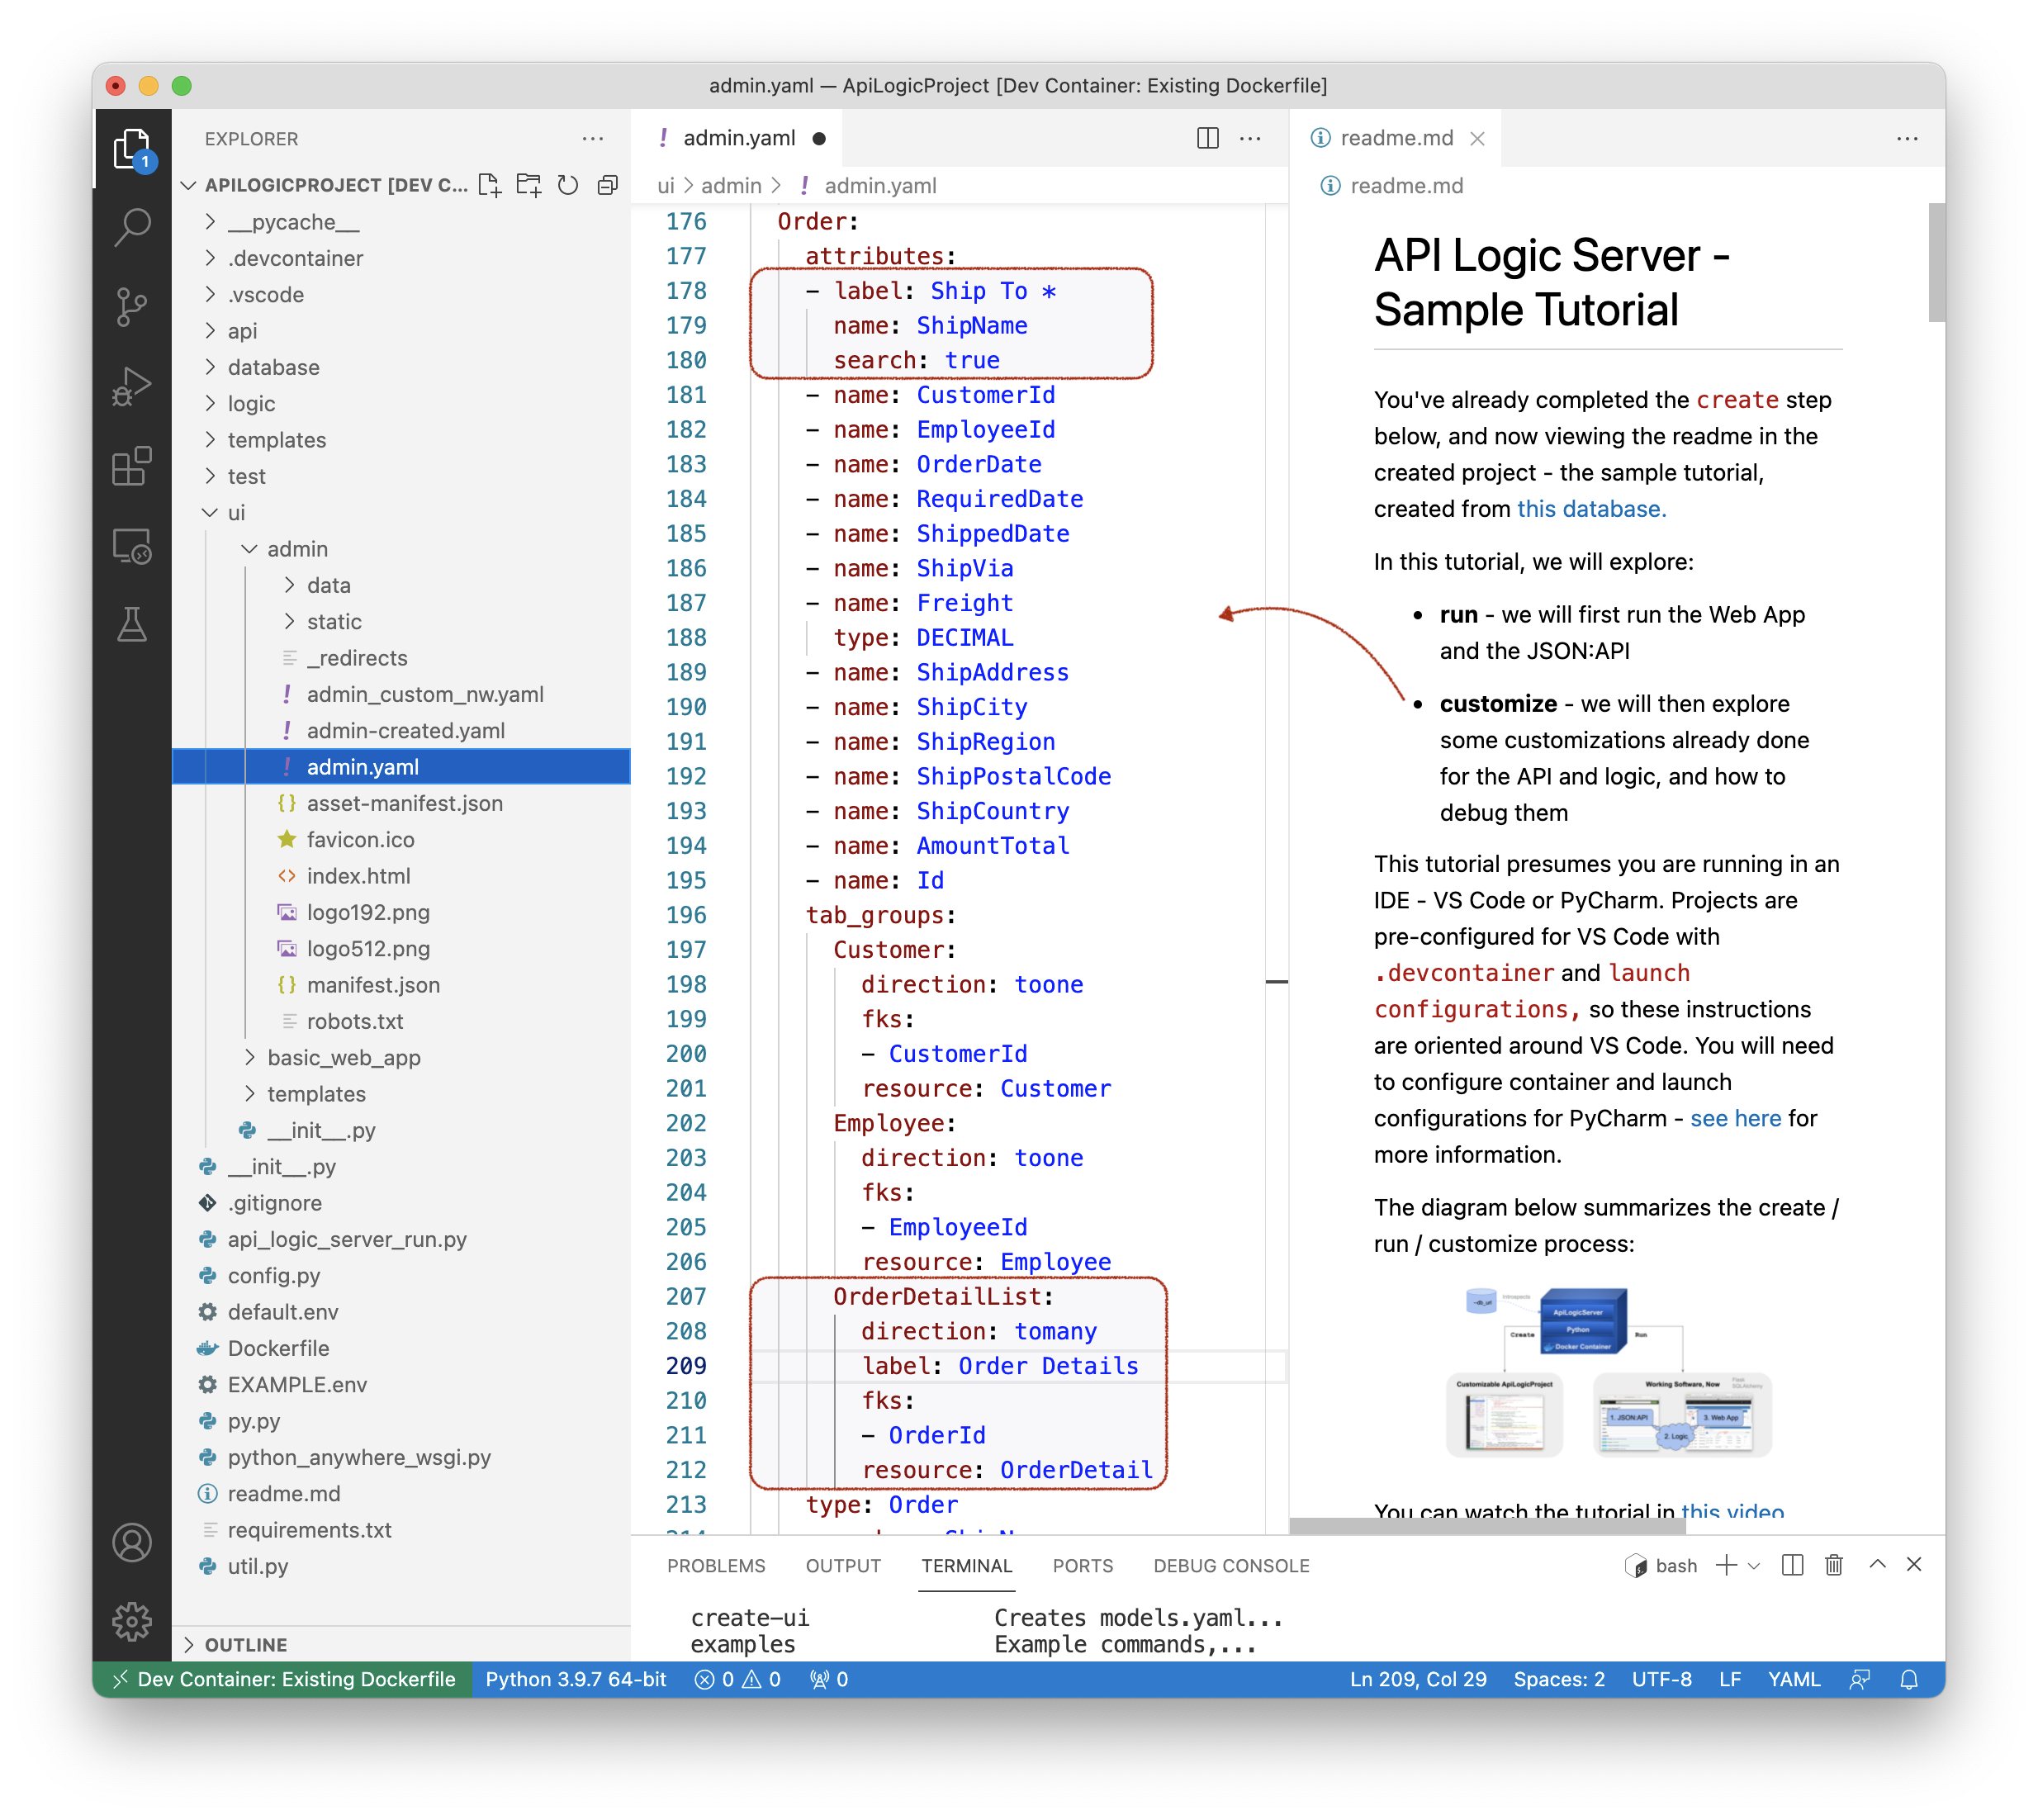 admin.yaml — ApiLogicProject [Dev Container: Existing Dockerfile]
EXPLORER
APILOGICPROJECT [DEV C...
__pycache__
.devcontainer
.vscode
api
database
logic
templates
test
ui
admin
data
static
_redirects
admin_custom_nw.yaml
admin-created.yaml
admin.yaml
asset-manifest.json
favicon.ico
index.html
logo192.png
logo512.png
manifest.json
robots.txt
basic_web_app
templates
__init__.py
__init__.py
.gitignore
api_logic_server_run.py
config.py
default.env
Dockerfile
EXAMPLE.env
py.py
python_anywhere_wsgi.py
readme.md
requirements.txt
util.py
OUTLINE
1
! admin.yaml ●
ui > admin > ! admin.yaml
176 Order:
177 attributes:
178 - label: Ship To *
179 name: ShipName
180 search: true
181 - name: CustomerId
182 - name: EmployeeId
183 - name: OrderDate
184 - name: RequiredDate
185 - name: ShippedDate
186 - name: ShipVia
187 - name: Freight
188 type: DECIMAL
189 - name: ShipAddress
190 - name: ShipCity
191 - name: ShipRegion
192 - name: ShipPostalCode
193 - name: ShipCountry
194 - name: AmountTotal
195 - name: Id
196 tab_groups:
197 Customer:
198 direction: toone
199 fks:
200 - CustomerId
201 resource: Customer
202 Employee:
203 direction: toone
204 fks:
205 - EmployeeId
206 resource: Employee
207 OrderDetailList:
208 direction: tomany
209 label: Order Details
210 fks:
211 - OrderId
212 resource: OrderDetail
213 type: Order
readme.md
readme.md
API Logic Server -
Sample Tutorial
You've already completed the create step
below, and now viewing the readme in the
created project - the sample tutorial,
created from this database.
In this tutorial, we will explore:
• run - we will first run the Web App
and the JSON:API
• customize - we will then explore
some customizations already done
for the API and logic, and how to
debug them
This tutorial presumes you are running in an
IDE - VS Code or PyCharm. Projects are
pre-configured for VS Code with
.devcontainer and launch
configurations, so these instructions
are oriented around VS Code. You will need
to configure container and launch
configurations for PyCharm - see here for
more information.
The diagram below summarizes the create /
run / customize process:
--db_url
Introspects
ApiLogicServer
Python
Docker Container
Create
Run
Customizable ApiLogicProject
Working Software, Now
Flask
SQLAlchemy
1. JSON:API
2. Logic
3. Web App
You can watch the tutorial in this video
PROBLEMS OUTPUT TERMINAL PORTS DEBUG CONSOLE
bash
create-ui Creates models.yaml...
examples Example commands,...
Dev Container: Existing Dockerfile Python 3.9.7 64-bit 0 0 0 Ln 209, Col 29 Spaces: 2 UTF-8 LF YAML